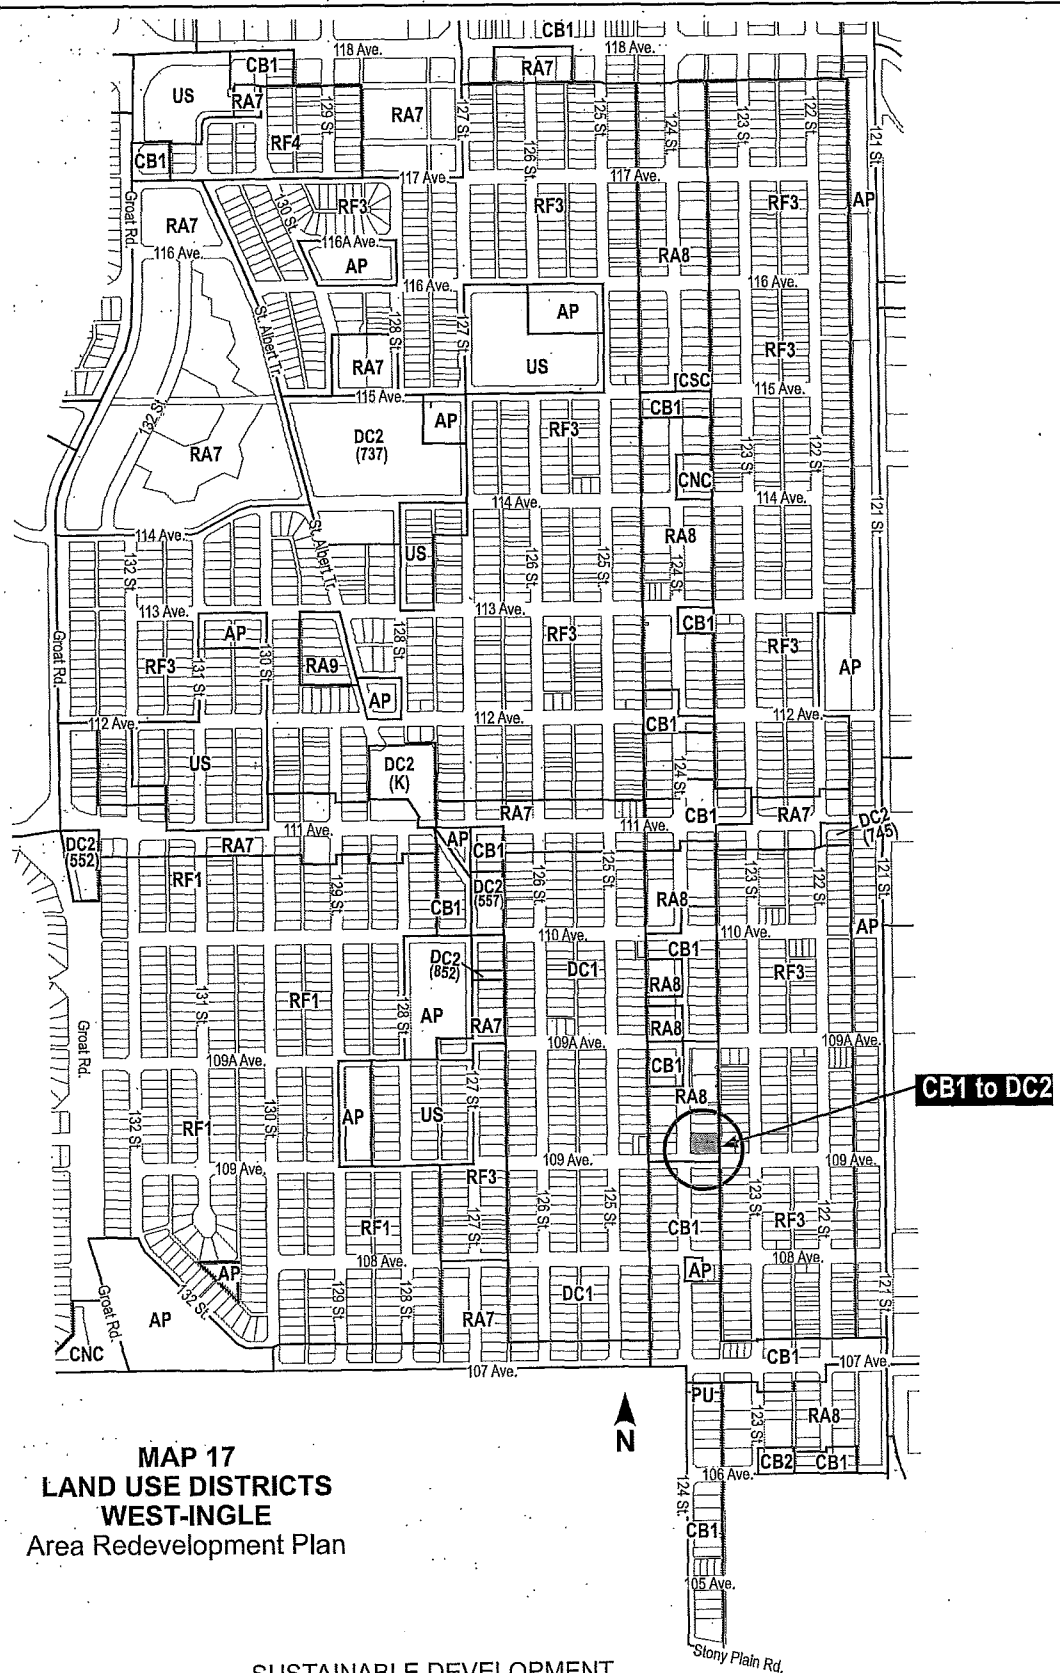 CB1
118 Ave.
118 Ave.
CB1
RA7
US
RA7
129 St.
RA7
127 St.
125 St.
124 St.
123 St.
122 St.
121 St.
RF4
126 St.
CB1
117 Ave.
117 Ave.
Groat Rd.
RA7
130 St.
RF3
RF3
RF3
AP
116A Ave.
116 Ave.
AP
RA8
116 Ave.
116 Ave.
St. Albert Tr.
128 St.
127 St.
AP
RF3
RA7
US
CSC
115 Ave.
115 Ave.
132 St.
AP
CB1
DC2
(737)
RF3
RA7
123 St.
122 St.
CNC
114 Ave.
114 Ave.
121 St.
114 Ave.
St. Albert Tr.
US
RA8
132 St.
126 St.
125 St.
124 St.
113 Ave.
113 Ave.
Groat Rd.
AP
128 St.
RF3
CB1
RF3
RF3
131 St.
130 St.
RA9
AP
AP
112 Ave.
112 Ave.
CB1
112 Ave.
US
DC2
(K)
124 St.
RA7
CB1
RA7
111 Ave.
111 Ave.
DC2
(745)
DC2
(552)
RA7
AP
CB1
RF1
129 St.
DC2
(557)
126 St.
125 St.
123 St.
122 St.
121 St.
CB1
RA8
110 Ave.
110 Ave.
AP
CB1
DC2
(852)
DC1
RA8
RF3
131 St.
RF1
128 St.
AP
RA7
RA8
Groat Rd.
109A Ave.
109A Ave.
109A Ave.
CB1
CB1 to DC2
127 St.
RA8
132 St.
RF1
130 St.
AP
US
109 Ave.
109 Ave.
109 Ave.
RF3
126 St.
125 St.
123 St.
122 St.
RF1
127 St.
CB1
RF3
108 Ave.
108 Ave.
AP
AP
Groat Rd.
132 St.
129 St.
128 St.
DC1
121 St.
AP
RA7
CNC
CB1
107 Ave.
107 Ave.
PU
N
123 St.
RA8
MAP 17
LAND USE DISTRICTS
WEST-INGLE
Area Redevelopment Plan
CB2
CB1
106 Ave.
124 St.
CB1
105 Ave.
Stony Plain Rd.
SUSTAINABLE DEVELOPMENT